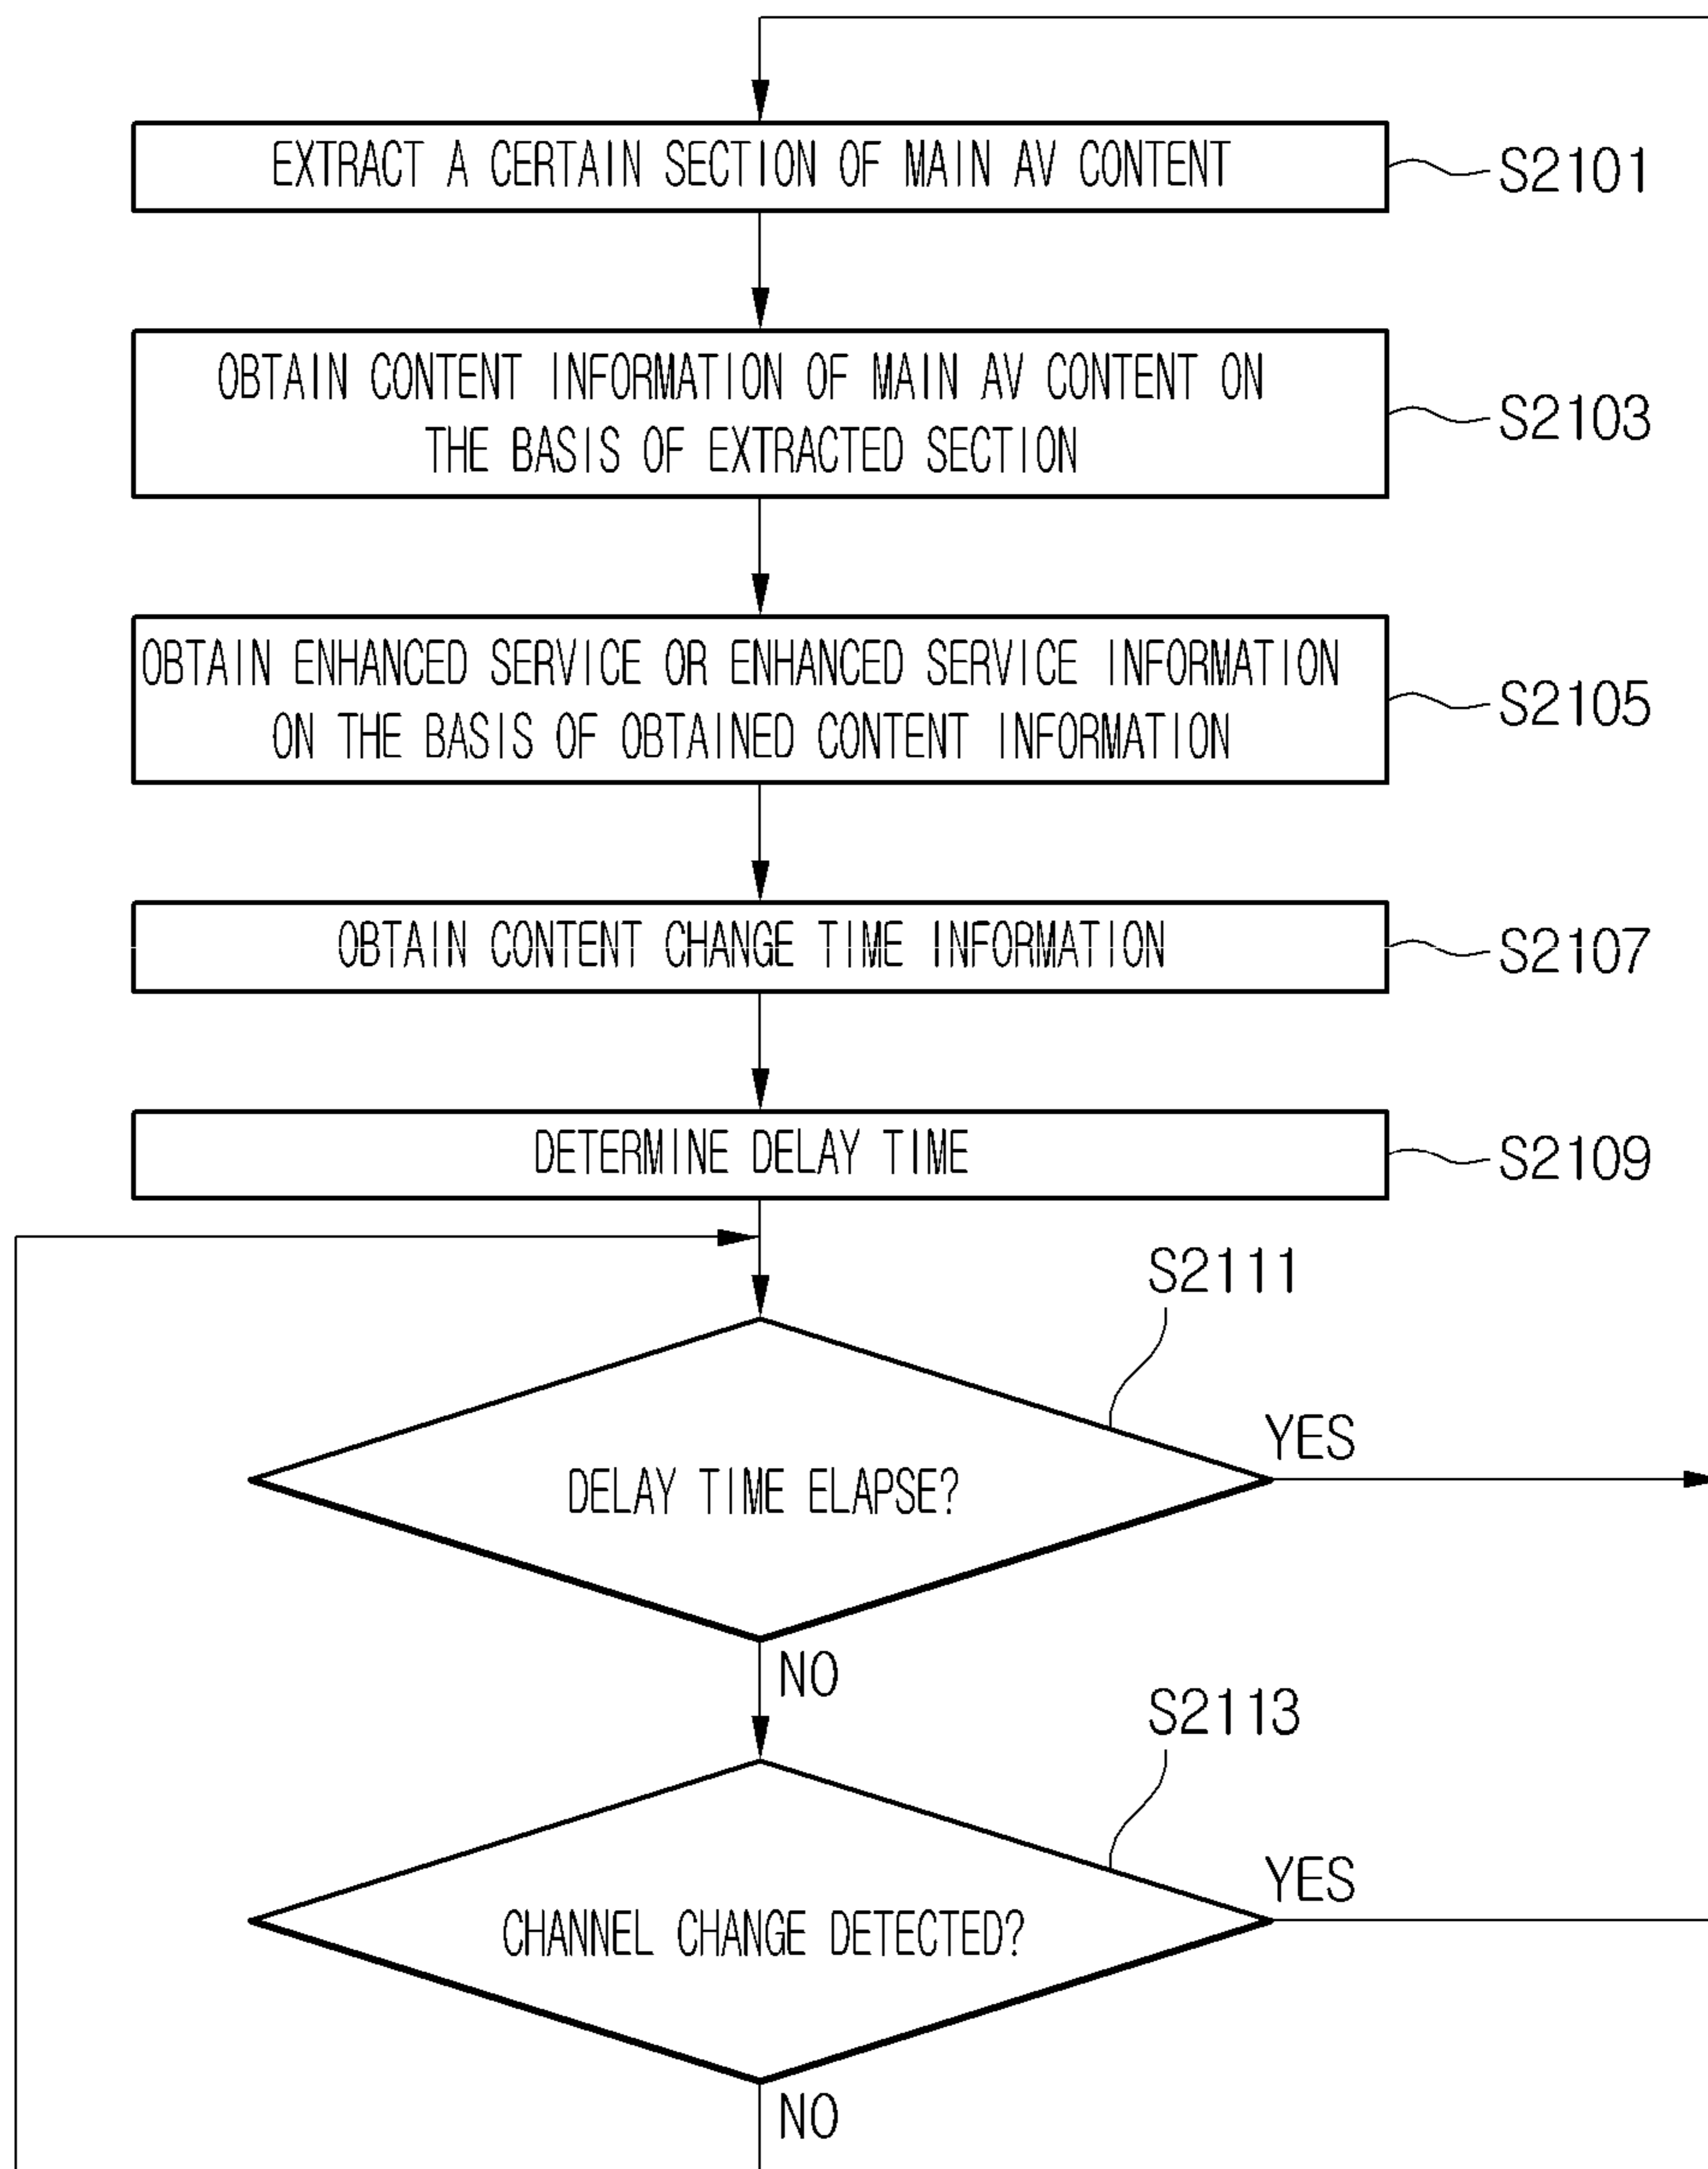 EXTRACT A CERTAIN SECTION OF MAIN AV CONTENT
S2101
OBTAIN CONTENT INFORMATION OF MAIN AV CONTENT ON
THE BASIS OF EXTRACTED SECTION
S2103
OBTAIN ENHANCED SERVICE OR ENHANCED SERVICE INFORMATION
ON THE BASIS OF OBTAINED CONTENT INFORMATION
S2105
OBTAIN CONTENT CHANGE TIME INFORMATION
S2107
DETERMINE DELAY TIME
S2109
S2111
YES
DELAY TIME ELAPSE?
NO
S2113
YES
CHANNEL CHANGE DETECTED?
NO